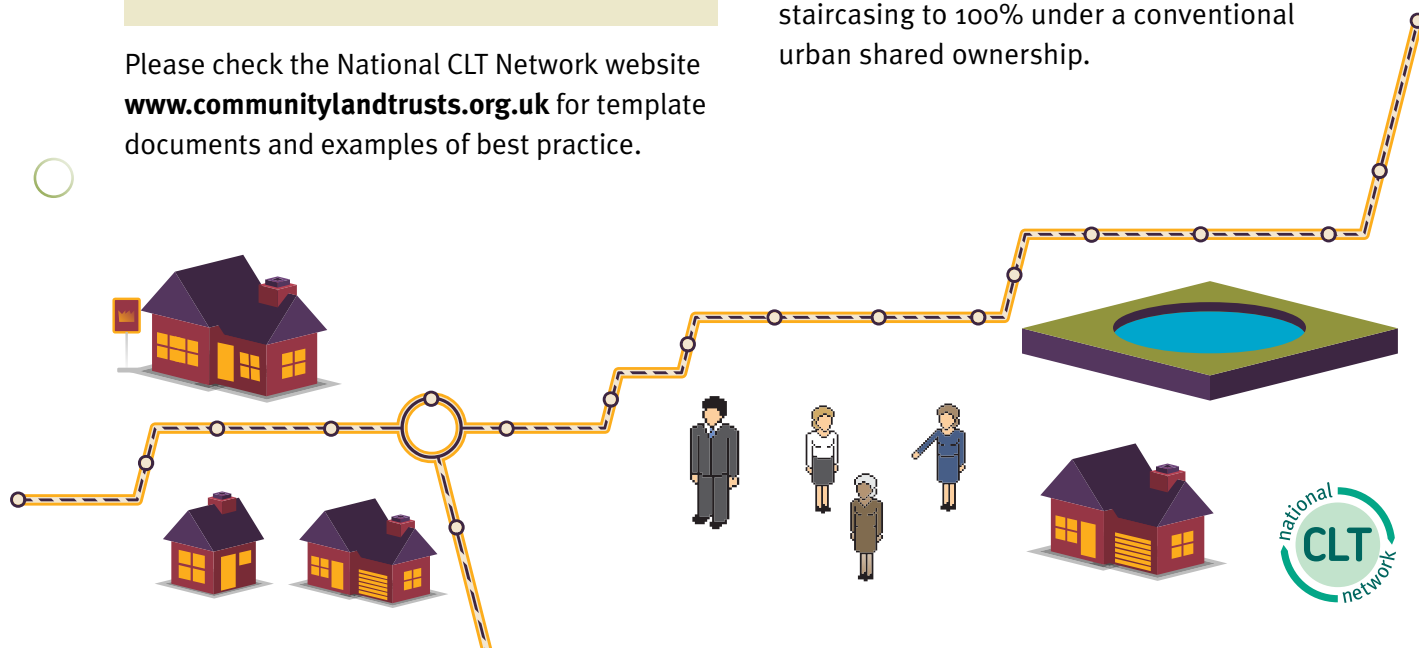 Please check the National CLT Network website
www.communitylandtrusts.org.uk for template
documents and examples of best practice.
staircasing to 100% under a conventional
urban shared ownership.
national
CLT
network